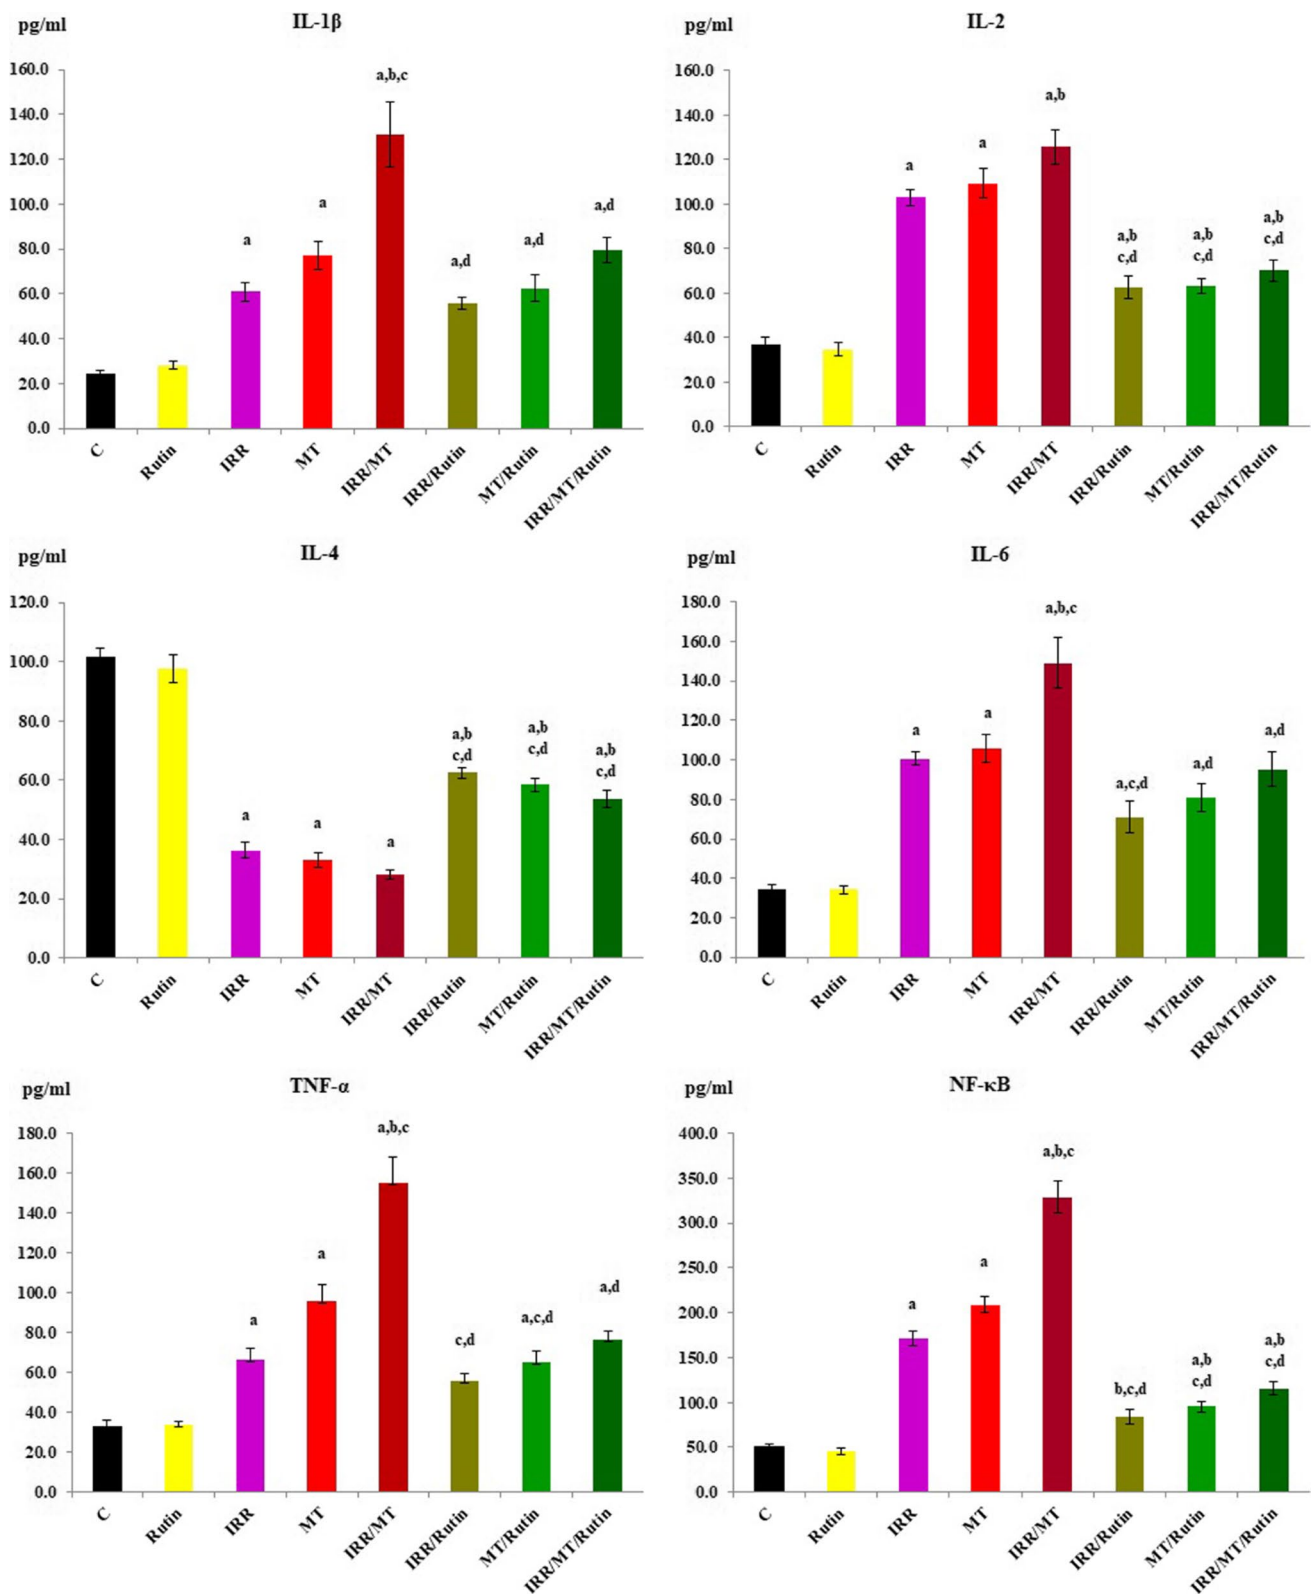 IL-1β
pg/ml
160.0
140.0
120.0
100.0
80.0
60.0
40.0
20.0
0.0
a
a
a,b,c
a,d
a,d
a,d
C
Rutin
IRR
MT
IRR/MT
IRR/Rutin
MT/Rutin
IRR/MT/Rutin
IL-2
pg/ml
160.0
140.0
120.0
100.0
80.0
60.0
40.0
20.0
0.0
a
a
a,b
a,b
c,d
a,b
c,d
a,b
c,d
C
Rutin
IRR
MT
IRR/MT
IRR/Rutin
MT/Rutin
IRR/MT/Rutin
IL-4
pg/ml
120.0
100.0
80.0
60.0
40.0
20.0
0.0
a
a
a
a,b
c,d
a,b
c,d
a,b
c,d
C
Rutin
IRR
MT
IRR/MT
IRR/Rutin
MT/Rutin
IRR/MT/Rutin
IL-6
pg/ml
180.0
160.0
140.0
120.0
100.0
80.0
60.0
40.0
20.0
0.0
a
a
a,b,c
a,c,d
a,d
a,d
C
Rutin
IRR
MT
IRR/MT
IRR/Rutin
MT/Rutin
IRR/MT/Rutin
TNF-α
pg/ml
180.0
160.0
140.0
120.0
100.0
80.0
60.0
40.0
20.0
0.0
a
a
a,b,c
c,d
a,c,d
a,d
C
Rutin
IRR
MT
IRR/MT
IRR/Rutin
MT/Rutin
IRR/MT/Rutin
NF-κB
pg/ml
400.0
350.0
300.0
250.0
200.0
150.0
100.0
50.0
0.0
a
a
a,b,c
b,c,d
a,b
c,d
a,b
c,d
C
Rutin
IRR
MT
IRR/MT
IRR/Rutin
MT/Rutin
IRR/MT/Rutin